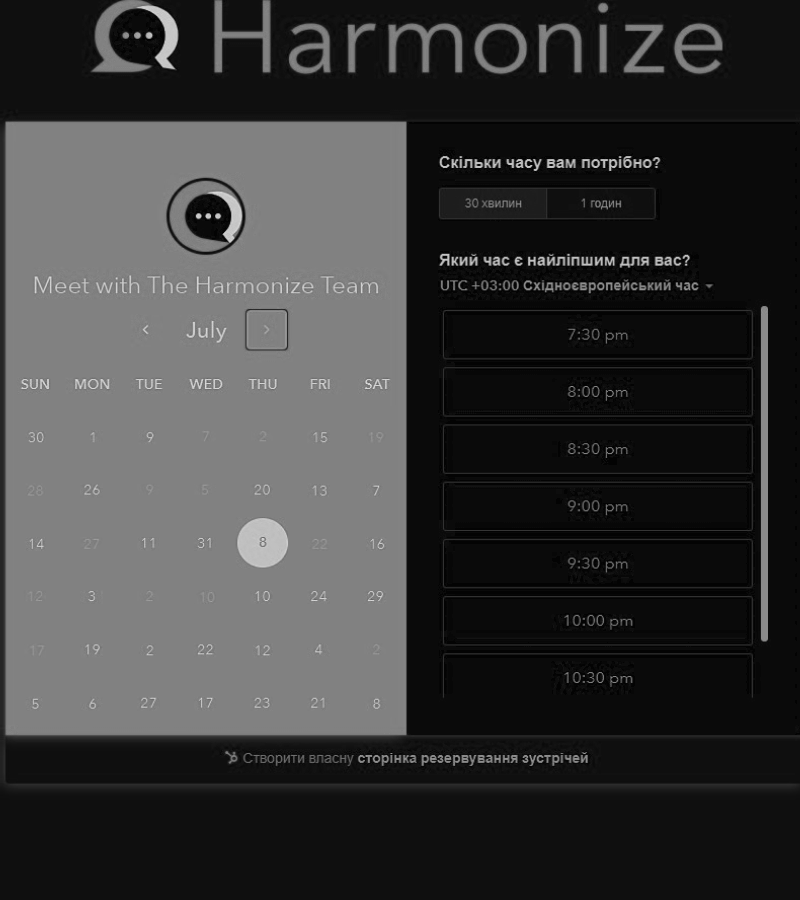 Harmonize
Meet with The Harmonize Team
July
SUN MON TUE WED THU FRI SAT
30 1 9 7 2 15 19
28 26 9 5 20 13 7
14 27 11 31 8 22 16
12 3 2 10 10 24 29
17 19 2 22 12 4 2
5 6 27 17 23 21 8
Скільки часу вам потрібно?
30 хвилин 1 годин
Який час є найліпшим для вас?
UTC +03:00 Східноєвропейський час
7:30 pm
8:00 pm
8:30 pm
9:00 pm
9:30 pm
10:00 pm
10:30 pm
Створити власну сторінка резервування зустрічей